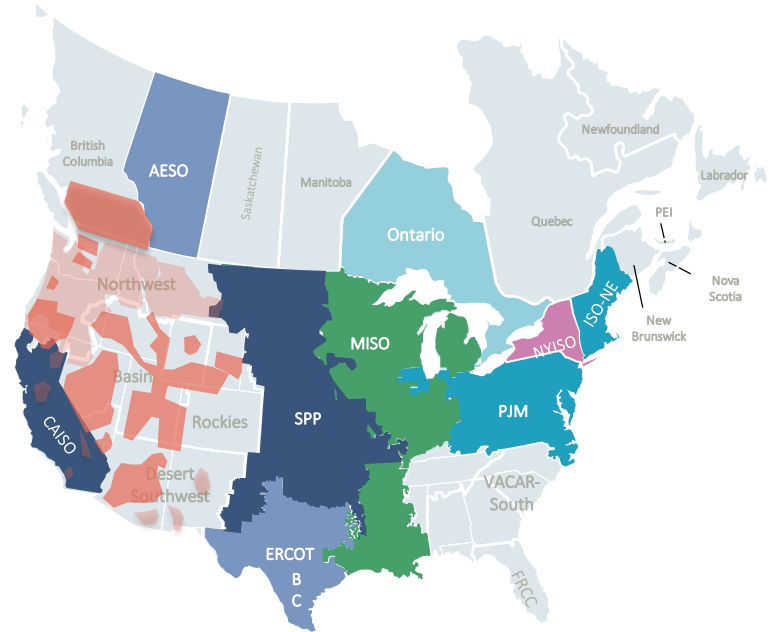 Newfoundland
British
Columbia
AESO
Saskatchewan
Manitoba
Labrador
PEI
Quebec
Ontario
Northwest
Nova
Scotia
ISO-NE
New
Brunswick
MISO
NYISO
Basin
PJM
SPP
Rockies
CAISO
Desert
Southwest
VACAR-
South
ERCOT
B
C
FRCC